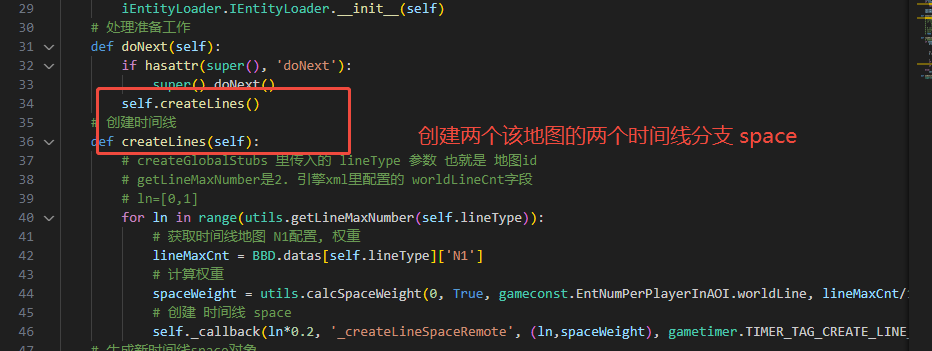 29 iEntityLoader.IEntityLoader.__init__(self)
30 # 处理准备工作
31 def doNext(self):
32 if hasattr(super(), 'doNext'):
33 super().doNext()
34 self.createLines()
35 # 创建时间线
36 def createLines(self):
创建两个该地图的两个时间线分支 space
37 # createGlobalStubs 里传入的 lineType 参数 也就是 地图id
38 # getLineMaxNumber是2. 引擎xml里配置的 worldLineCnt字段
39 # ln=[0,1]
40 for ln in range(utils.getLineMaxNumber(self.lineType)):
41 # 获取时间线地图 N1配置, 权重
42 lineMaxCnt = BBD.datas[self.lineType]['N1']
43 # 计算权重
44 spaceWeight = utils.calcSpaceWeight(0, True, gameconst.EntNumPerPlayerInAOI.worldLine, lineMaxCnt/
45 # 创建 时间线 space
46 self._callback(ln*0.2, '_createLineSpaceRemote', (ln,spaceWeight), gametimer.TIMER_TAG_CREATE_LINE
47 # 生成新时间线space对象